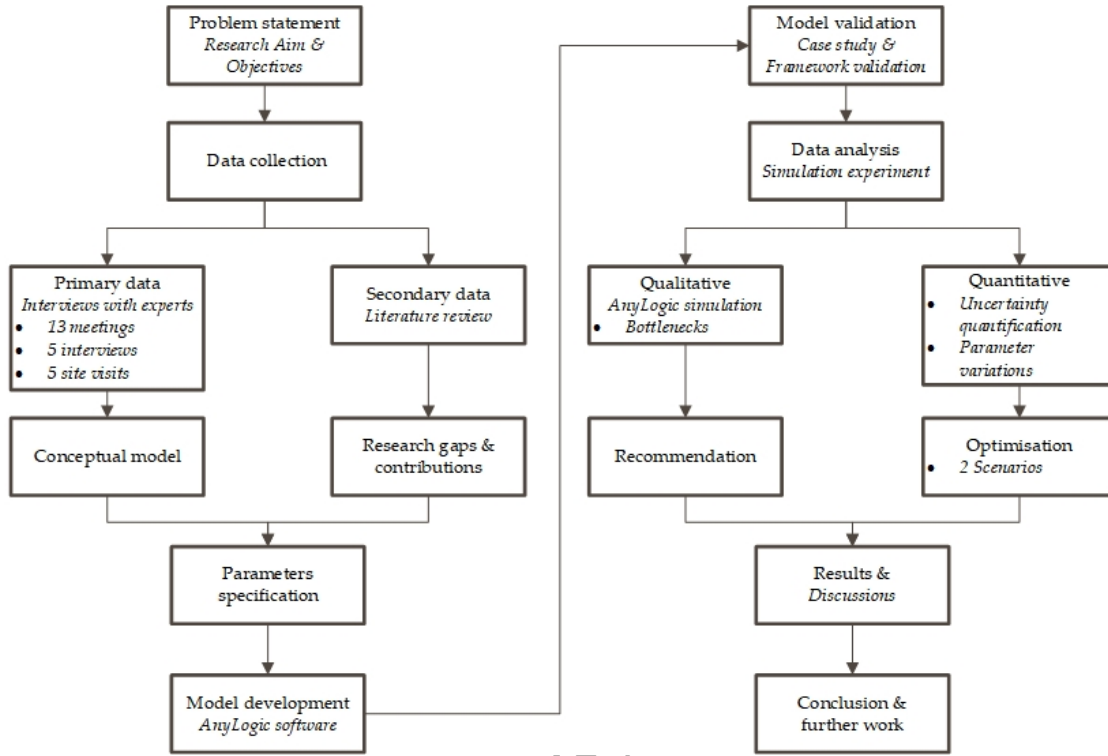 Problem statement
Research Aim &
Objectives
Data collection
Primary data
Interviews with experts
• 13 meetings
• 5 interviews
• 5 site visits
Secondary data
Literature review
Conceptual model
Research gaps &
contributions
Parameters
specification
Model development
AnyLogic software
Model validation
Case study &
Framework validation
Data analysis
Simulation experiment
Qualitative
AnyLogic simulation
• Bottlenecks
Quantitative
• Uncertainty
quantification
• Parameter
variations
Recommendation
Optimisation
• 2 Scenarios
Results &
Discussions
Conclusion &
further work